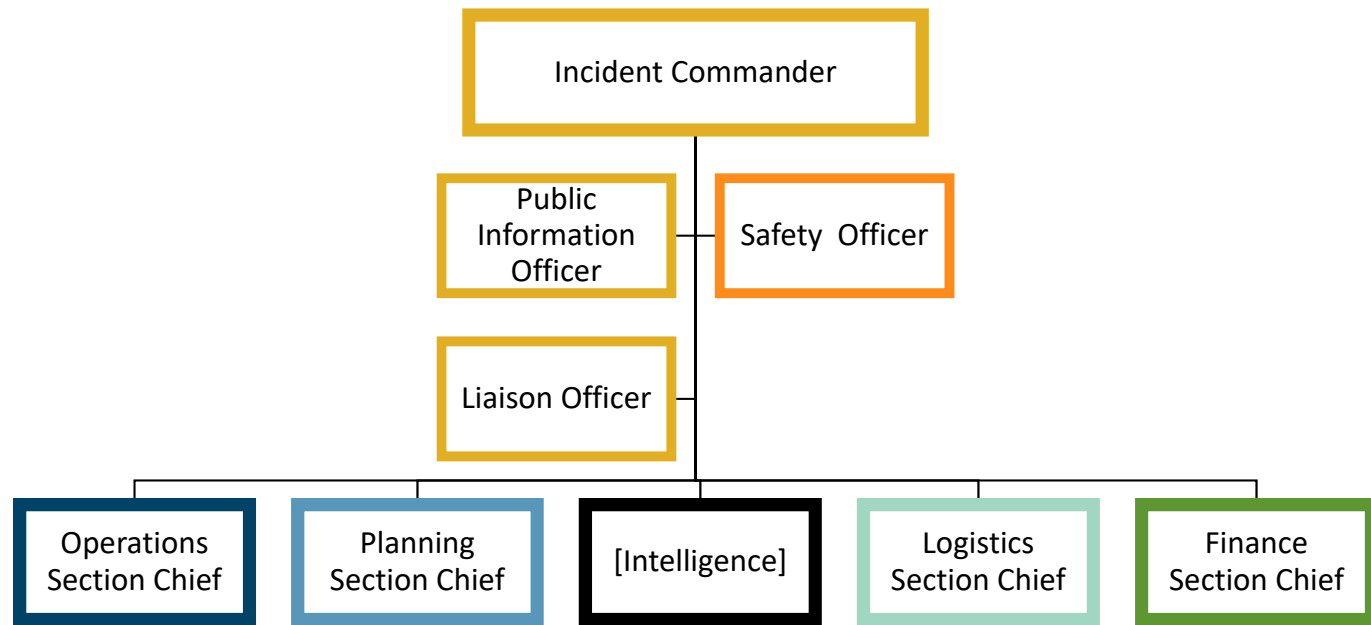 Incident Commander
Public
Information
Officer
Safety  Officer
Liaison Officer
Operations
Section Chief
Planning
Section Chief
[Intelligence]
Logistics
Section Chief
Finance
Section Chief